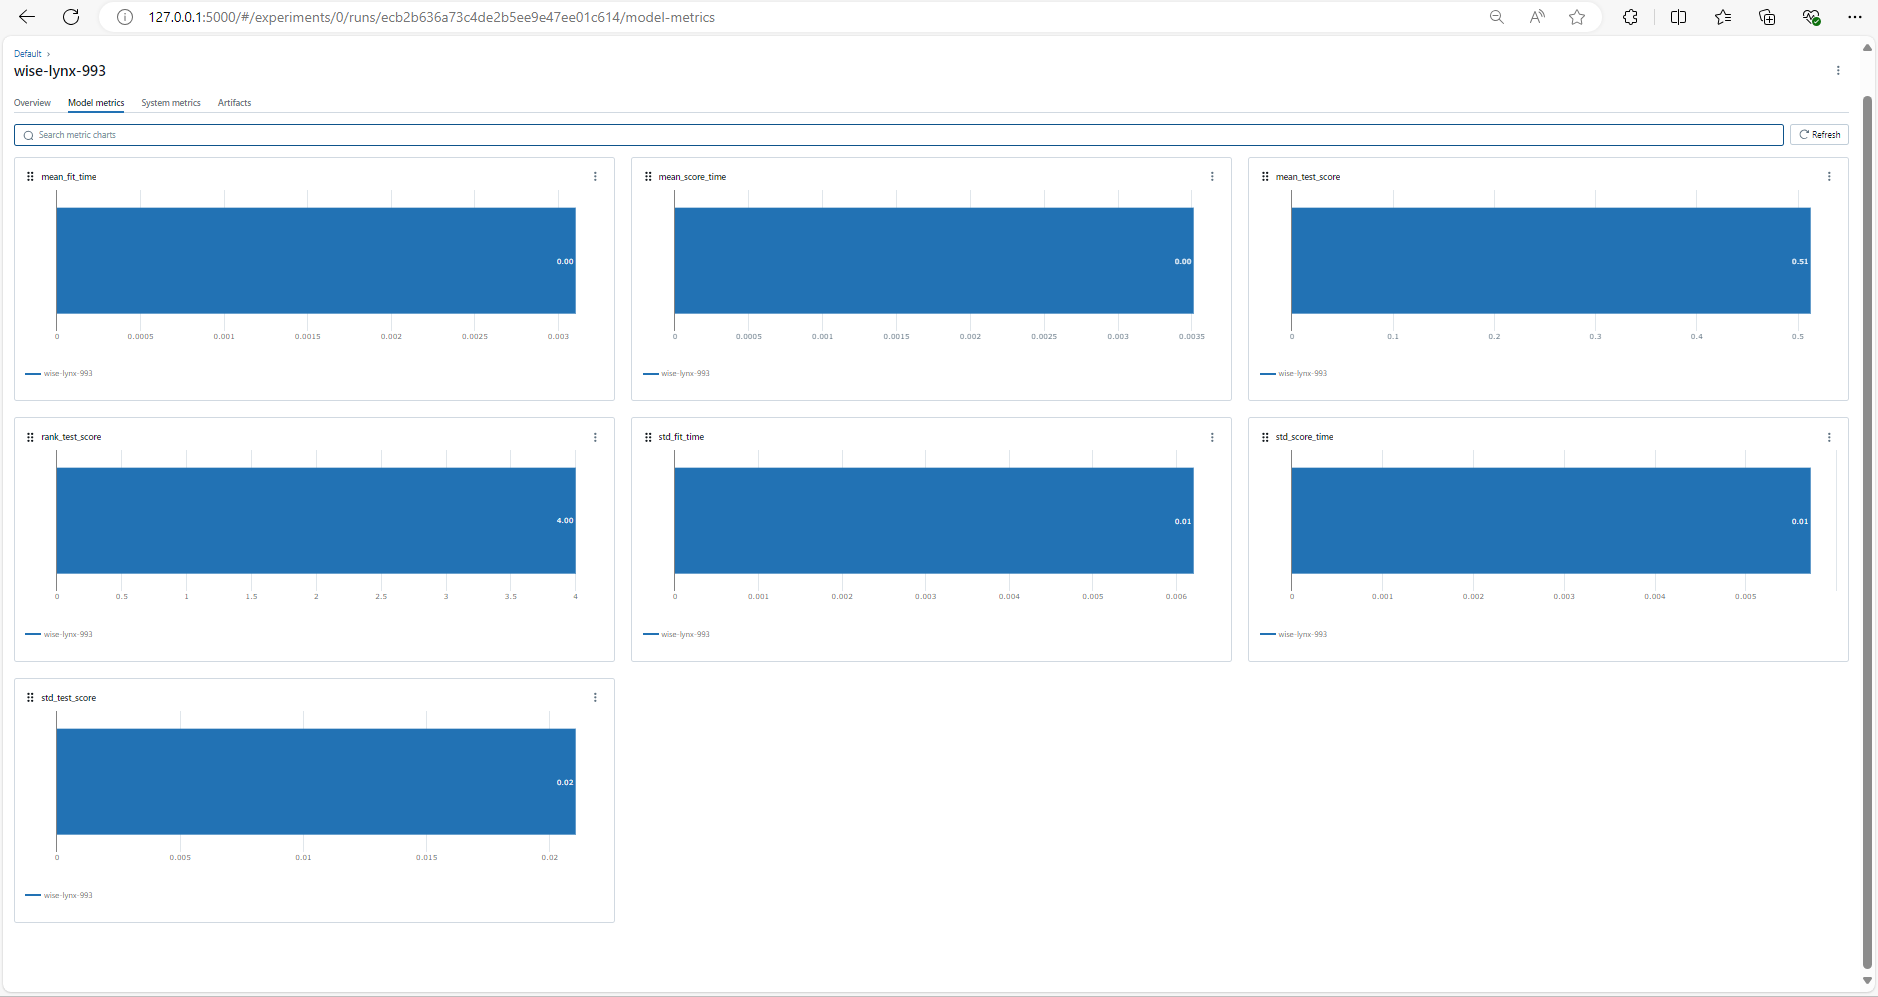 127.0.0.1:5000/#/experiments/0/runs/ecb2b636a73c4de2b5ee9e47ee01c614/model-metrics
Default ›
wise-lynx-993
Overview Model metrics System metrics Artifacts
Search metric charts Refresh
mean_fit_time
0.00
0 0.0005 0.001 0.0015 0.002 0.0025 0.003
wise-lynx-993
mean_score_time
0.00
0 0.0005 0.001 0.0015 0.002 0.0025 0.003 0.0035
wise-lynx-993
mean_test_score
0.51
0 0.1 0.2 0.3 0.4 0.5
wise-lynx-993
rank_test_score
4.00
0 0.5 1 1.5 2 2.5 3 3.5 4
wise-lynx-993
std_fit_time
0.01
0 0.001 0.002 0.003 0.004 0.005 0.006
wise-lynx-993
std_score_time
0.01
0 0.001 0.002 0.003 0.004 0.005
wise-lynx-993
std_test_score
0.02
0 0.005 0.01 0.015 0.02
wise-lynx-993